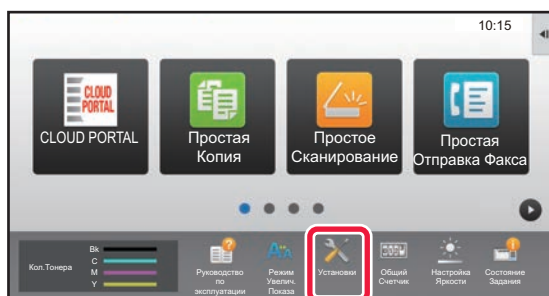 10:15
CLOUD
PORTAL
CLOUD PORTAL
Простая
Копия
Простое
Сканирование
Простая
Отправка Факса
Кол.Тонера
Bk
C
M
Y
Руководство
по
эксплуатации
Режим
Увелич.
Показа
Установки
Общий
Счетчик
Настройка
Яркости
Состояние
Задания